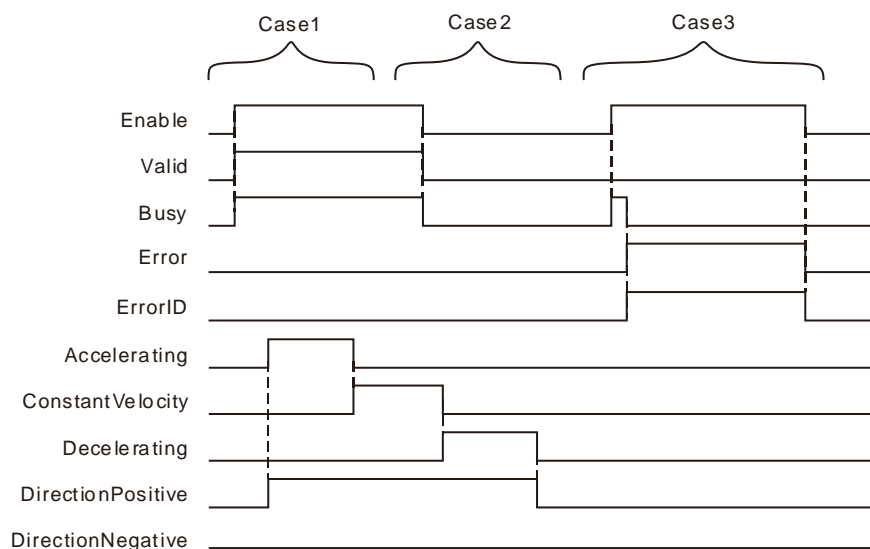 Case1 Case2 Case3
Enable
Valid
Busy
Error
ErrorID
Accelerating
ConstantVelocity
Decelerating
DirectionPositive
DirectionNegative